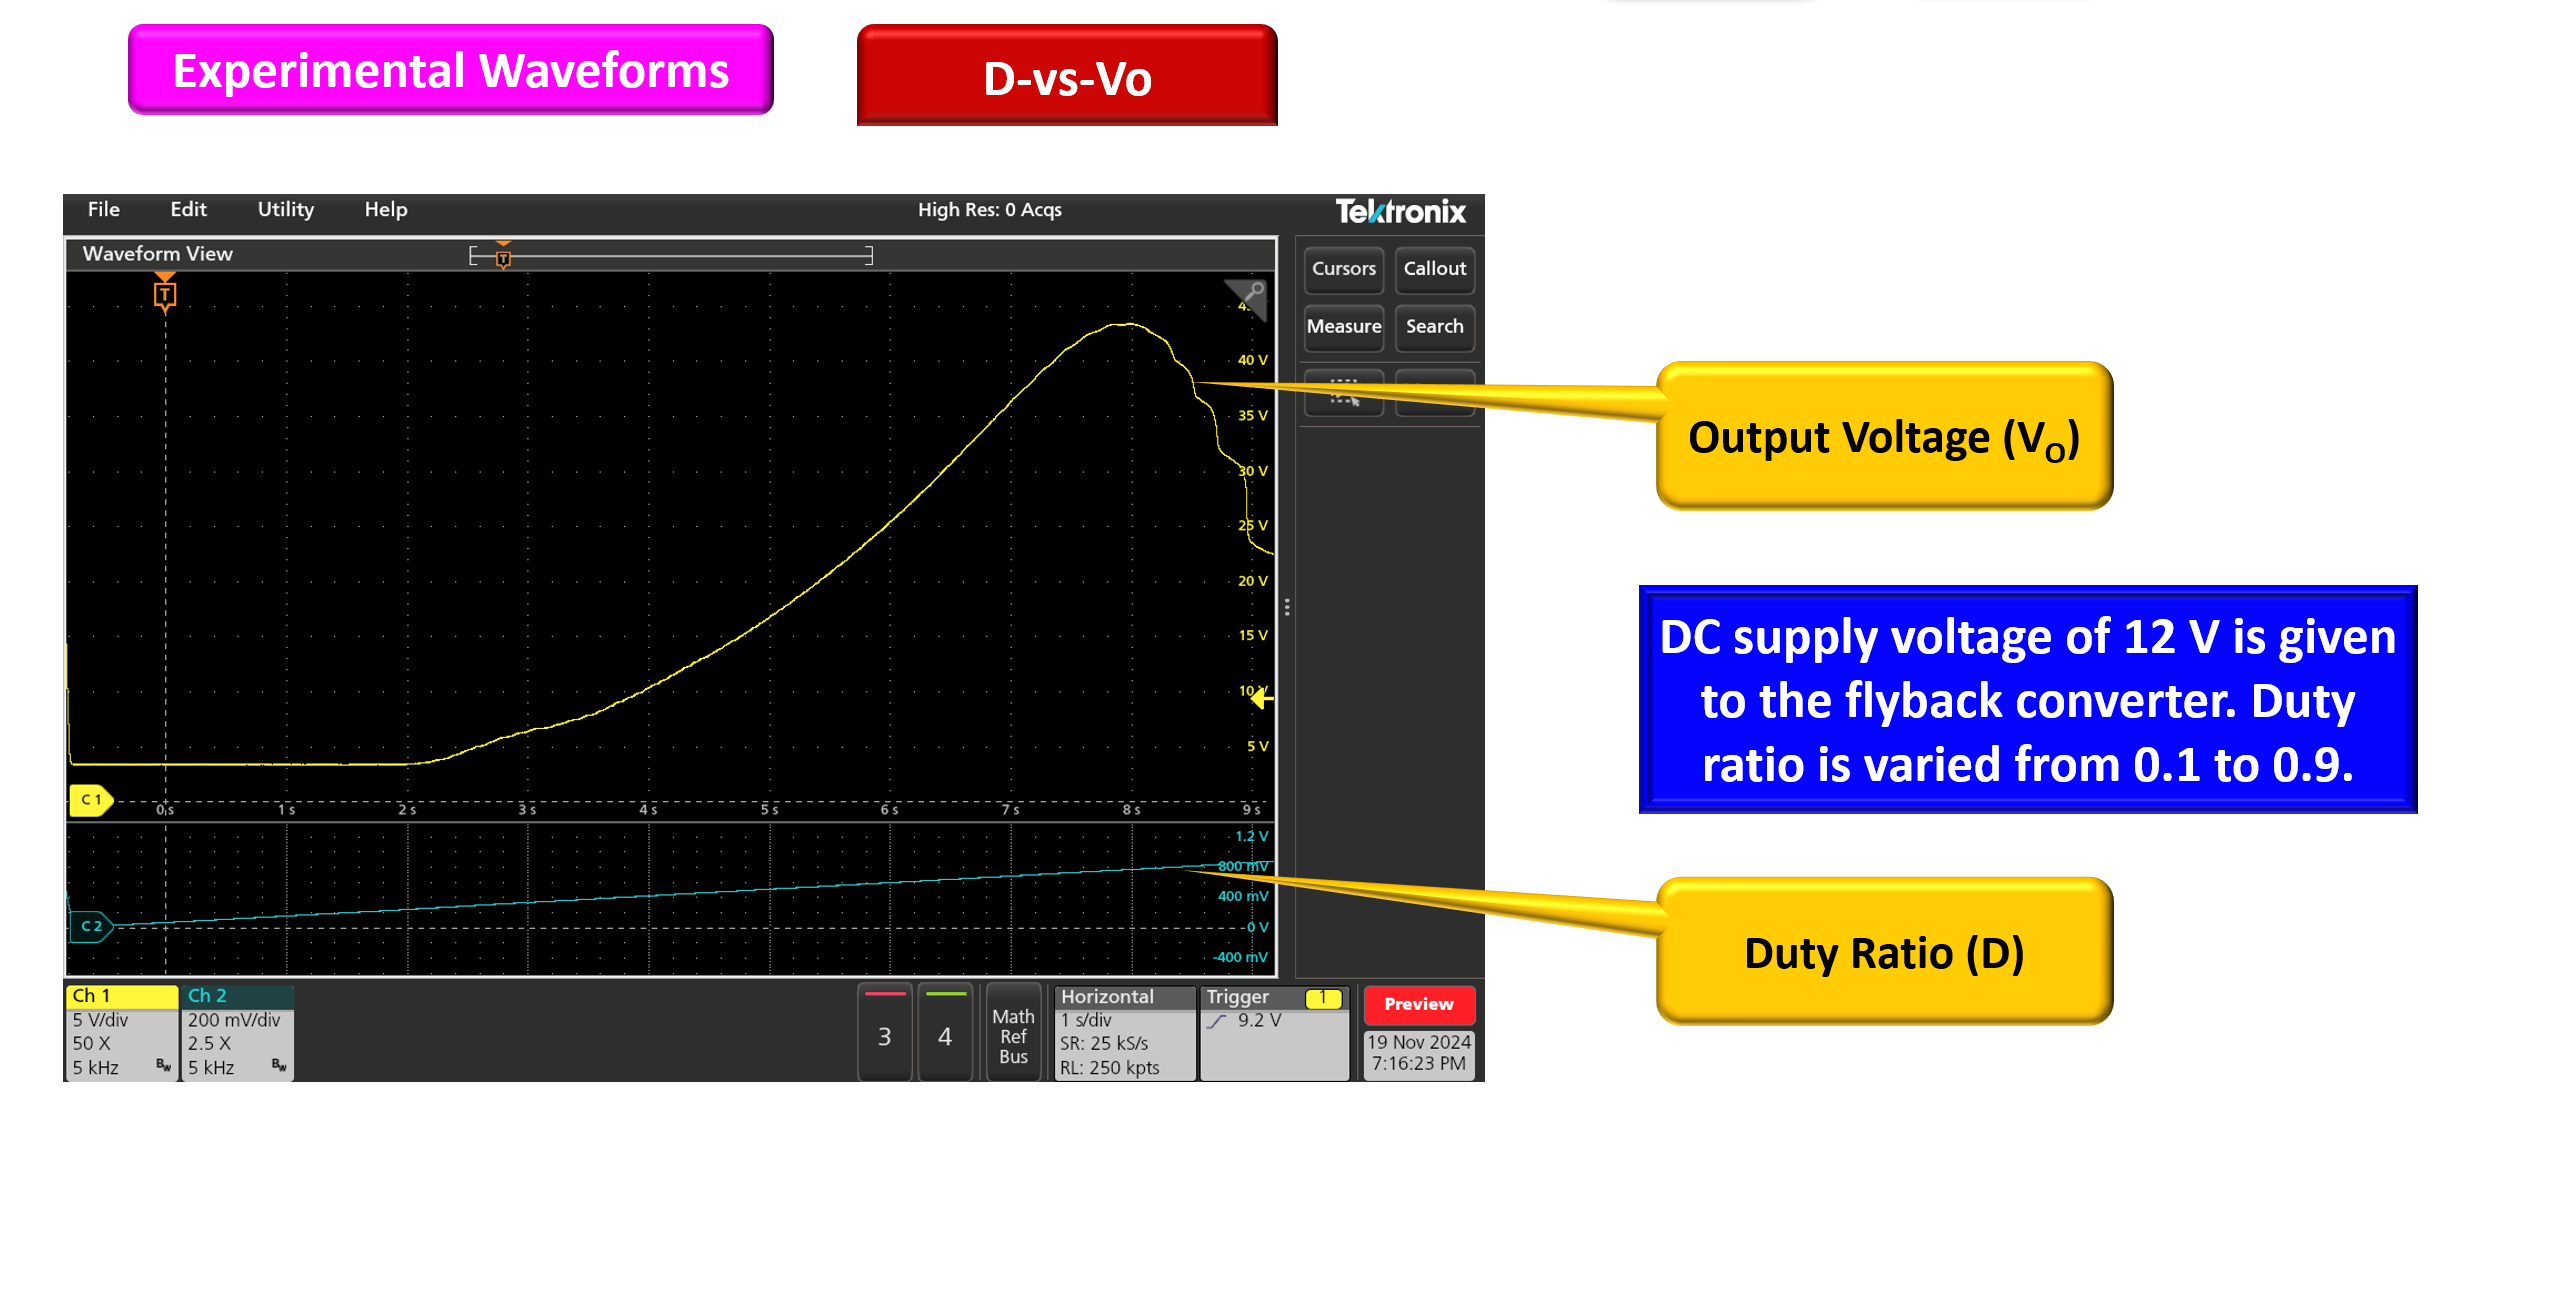 Experimental Waveforms
D-vs-Vo
File Edit Utility Help High Res: 0 Acqs Tektronix
Waveform View
T
T
Cursors Callout
Measure Search
40 V
35 V
30 V
25 V
20 V
15 V
10 V
5 V
C 1
0 s 1 s 2 s 3 s 4 s 5 s 6 s 7 s 8 s 9 s
1.2 V
800 mV
400 mV
0 V
-400 mV
C 2
Output Voltage (VO)
DC supply voltage of 12 V is given
to the flyback converter. Duty
ratio is varied from 0.1 to 0.9.
Duty Ratio (D)
Ch 1
5 V/div
50 X
5 kHz BW
Ch 2
200 mV/div
2.5 X
5 kHz BW
3
4
Math
Ref
Bus
Horizontal
1 s/div
SR: 25 kS/s
RL: 250 kpts
Trigger 1
9.2 V
Preview
19 Nov 2024
7:16:23 PM